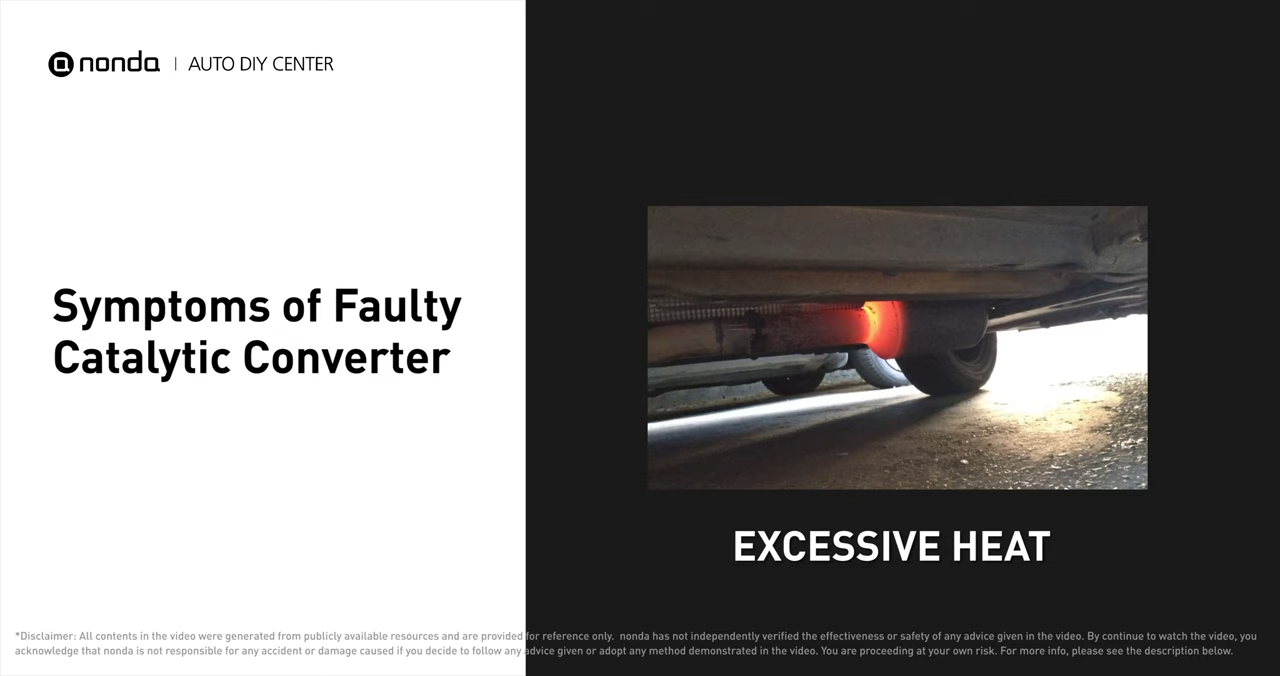 nonda | AUTO DIY CENTER
Symptoms of Faulty
Catalytic Converter
EXCESSIVE HEAT
*Disclaimer: All contents in the video were generated from publicly available resources and are provided for reference only. nonda has not independently verified the effectiveness or safety of any advice given in the video. By continue to watch the video, you
acknowledge that nonda is not responsible for any accident or damage caused if you decide to follow any advice given or adopt any method demonstrated in the video. You are proceeding at your own risk. For more info, please see the description below.